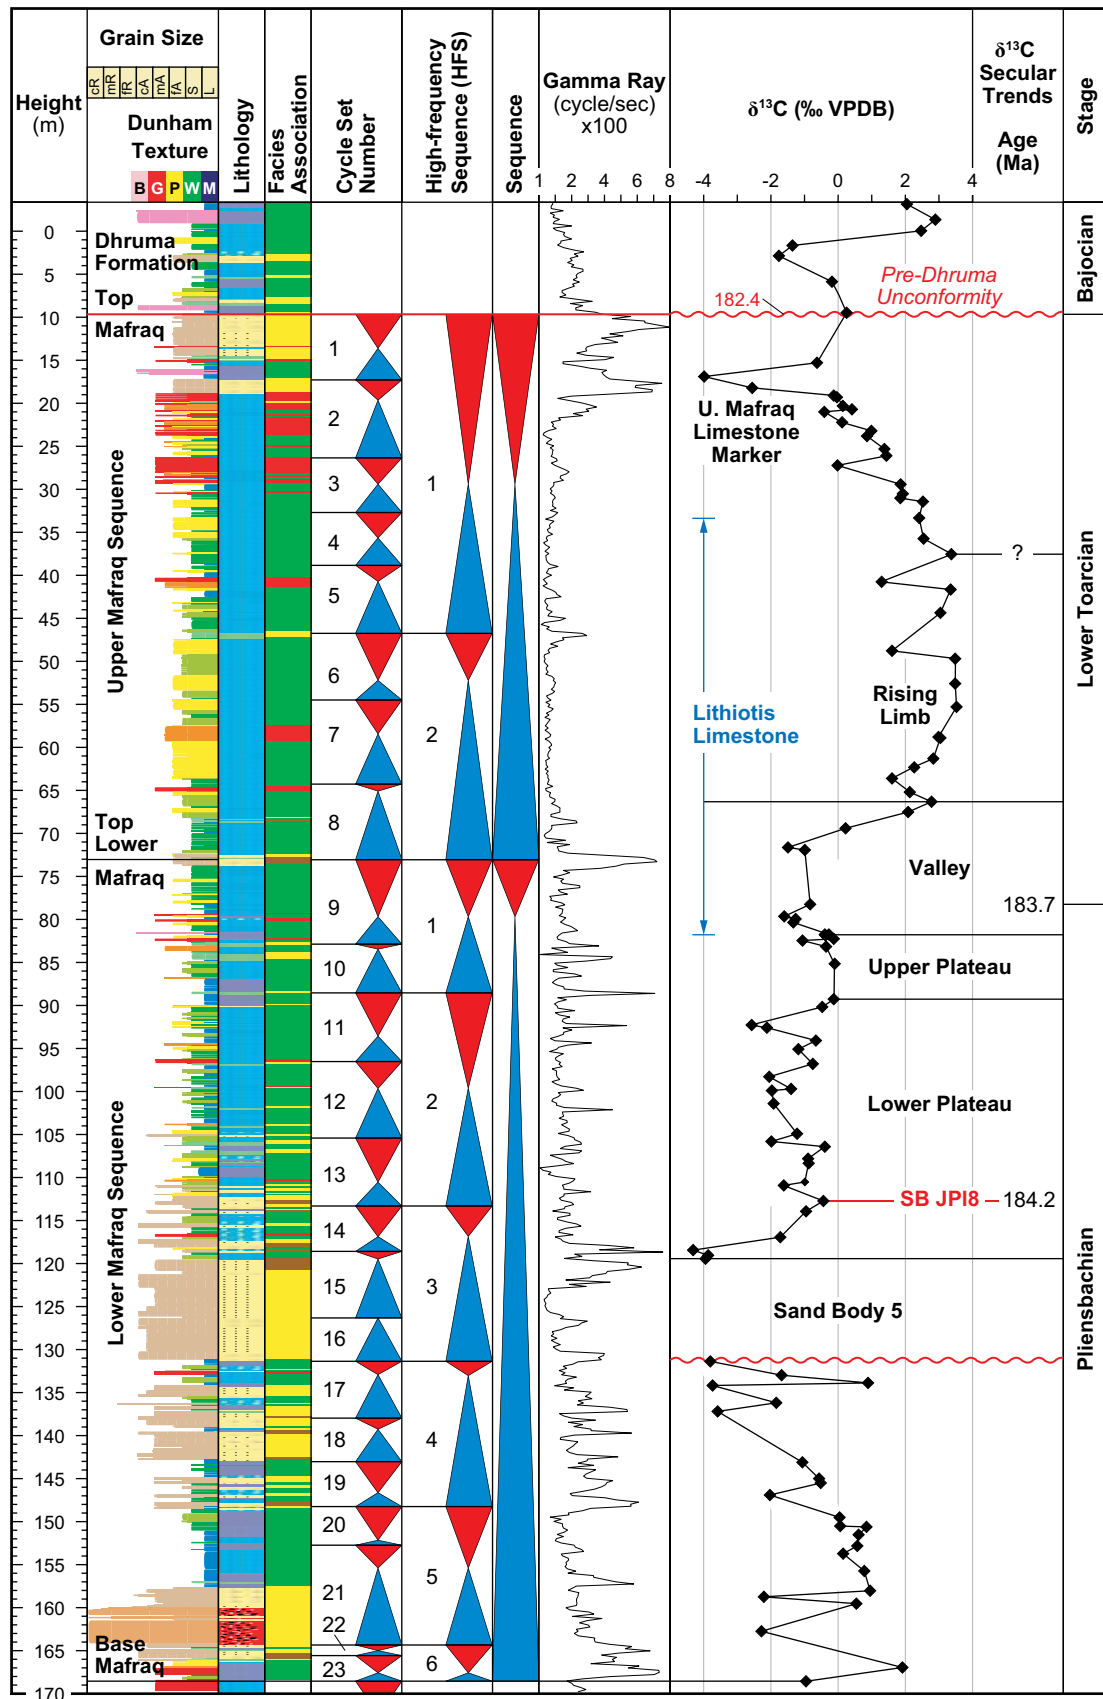 Height
(m)
Grain Size
cR mR fR cA mA fA S L
Dunham
Texture
B G P W M
Lithology
Facies
Association
Cycle Set
Number
High-frequency
Sequence (HFS)
Sequence
Gamma Ray
(cycle/sec)
x100
1 2 4 6 8
δ13C (‰ VPDB)
-4 -2 0 2 4
δ13C
Secular
Trends
Age
(Ma)
Stage
0
5
10
15
20
25
30
35
40
45
50
55
60
65
70
75
80
85
90
95
100
105
110
115
120
125
130
135
140
145
150
155
160
165
170
Dhruma
Formation
Top
Mafraq
Upper Mafraq Sequence
Top
Lower
Mafraq
Lower Mafraq Sequence
Base
Mafraq
1
2
3
4
5
6
7
8
9
10
11
12
13
14
15
16
17
18
19
20
21
22
23
1
2
1
2
3
4
5
6
Pre-Dhruma
Unconformity
182.4
U. Mafraq
Limestone
Marker
?
Lithiotis
Limestone
Rising
Limb
Valley
183.7
Upper Plateau
Lower Plateau
SB JPI8
184.2
Sand Body 5
Bajocian
Lower Toarcian
Pliensbachian